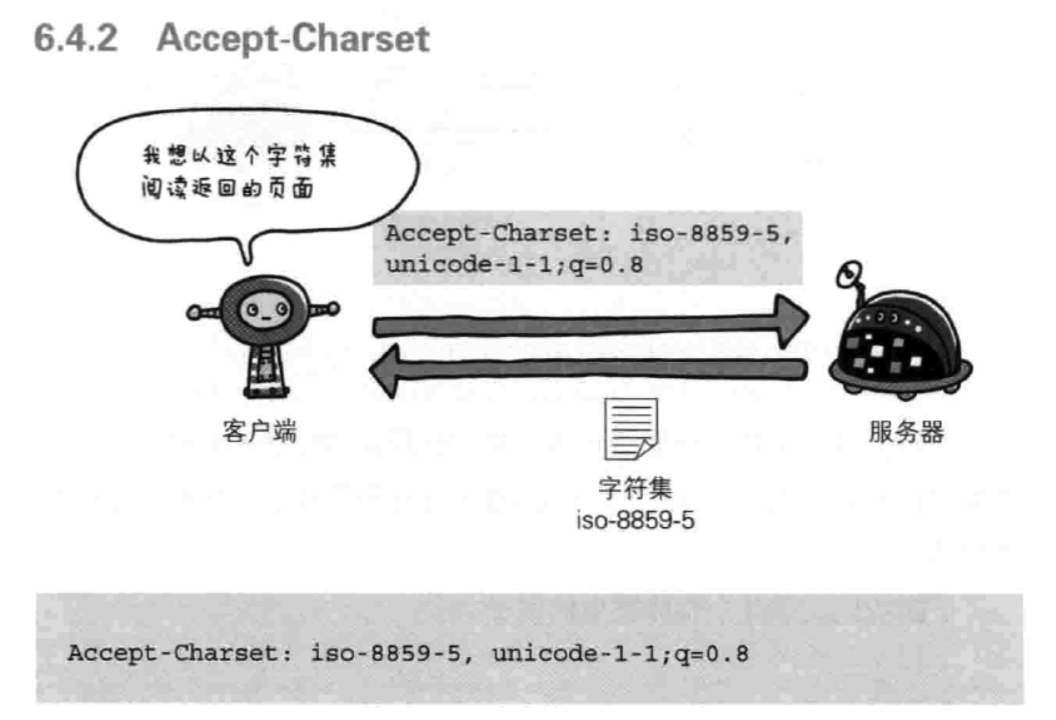 6.4.2 Accept-Charset
我想以这个字符集
阅读返回的页面
Accept-Charset: iso-8859-5,
unicode-1-1;q=0.8
客户端
服务器
字符集
iso-8859-5
Accept-Charset: iso-8859-5, unicode-1-1;q=0.8